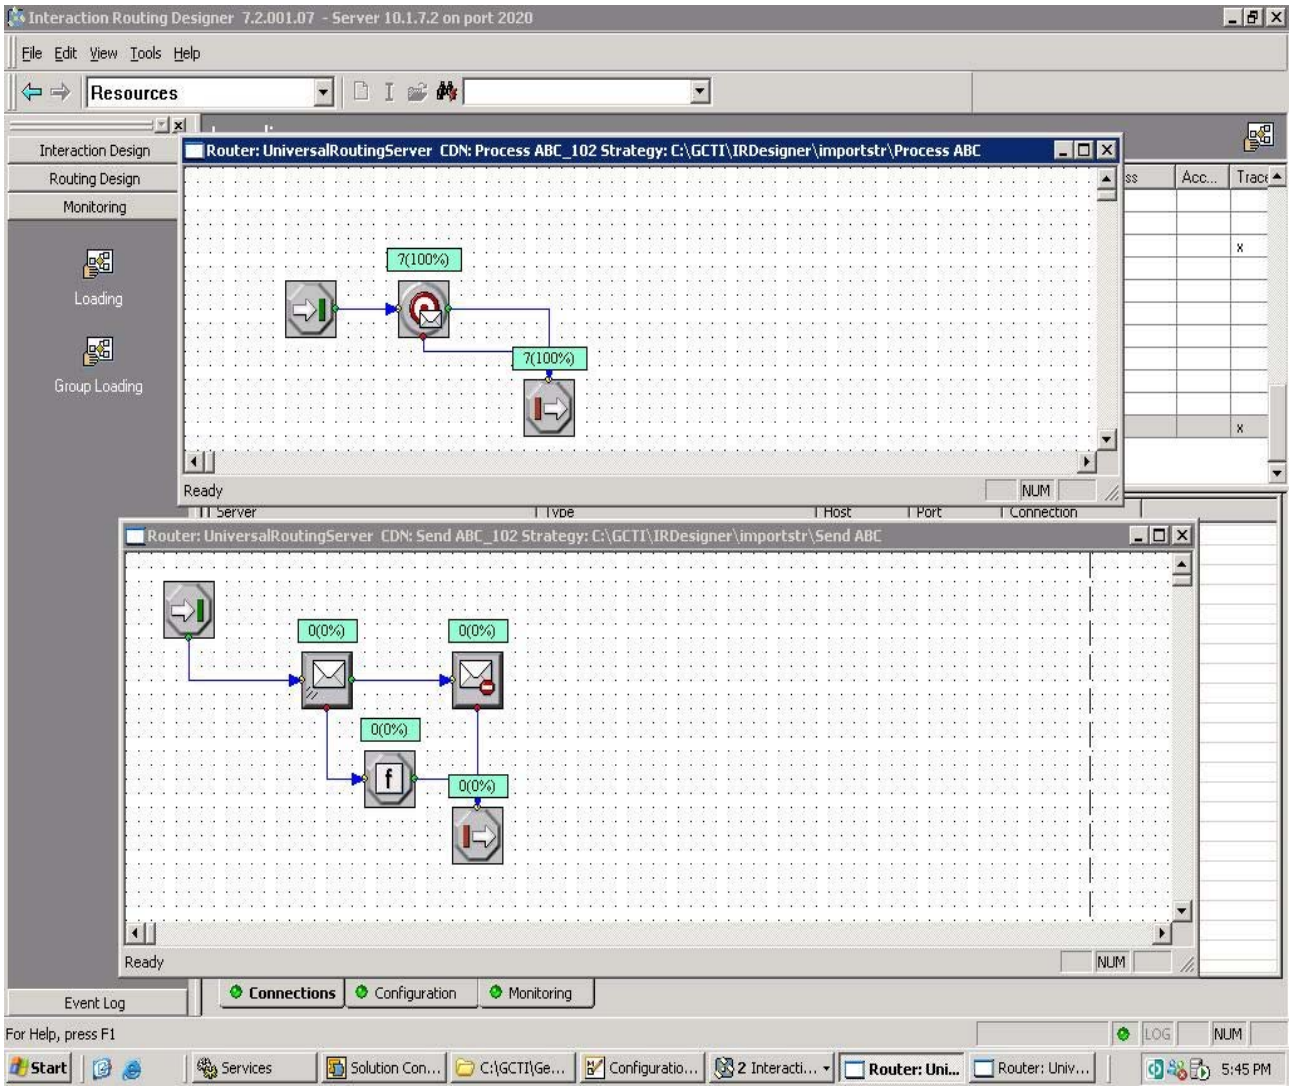 Interaction Routing Designer 7.2.001.07 - Server 10.1.7.2 on port 2020
File Edit View Tools Help
Resources
Interaction Design
Routing Design
Monitoring
Loading
Group Loading
Router: UniversalRoutingServer CDN: Process ABC_102 Strategy: C:\GCTI\IRDesigner\importstr\Process ABC
ss Acc... Trace
x
7(100%)
7(100%)
x
Ready NUM
Server Type Host Port Connection
Router: UniversalRoutingServer CDN: Send ABC_102 Strategy: C:\GCTI\IRDesigner\importstr\Send ABC
0(0%) 0(0%)
0(0%)
f
0(0%)
Ready NUM
Event Log
Connections Configuration Monitoring
For Help, press F1 LOG NUM
Start Services Solution Con... C:\GCTI\Ge... Configuratio... 2 Interacti... Router: Uni... Router: Univ... 5:45 PM